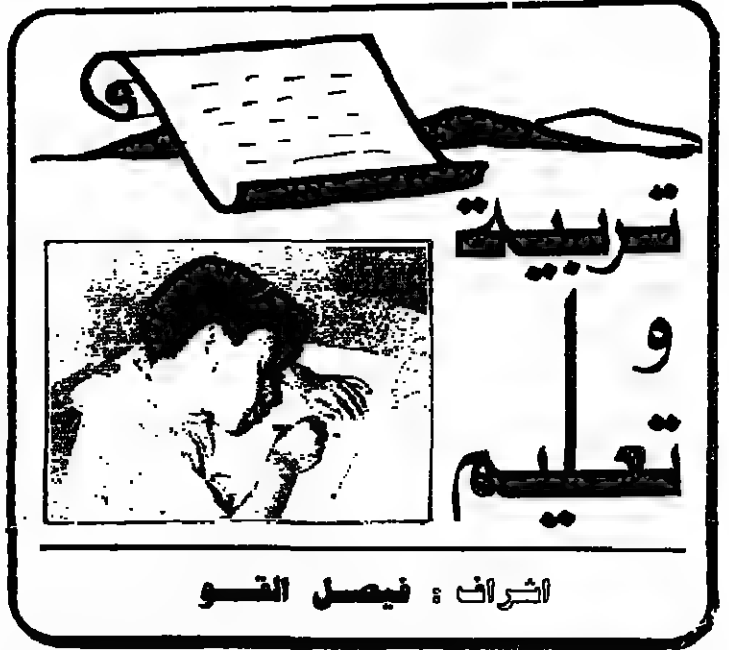 تربية
و
تعليم
اشراف : فيصل القو